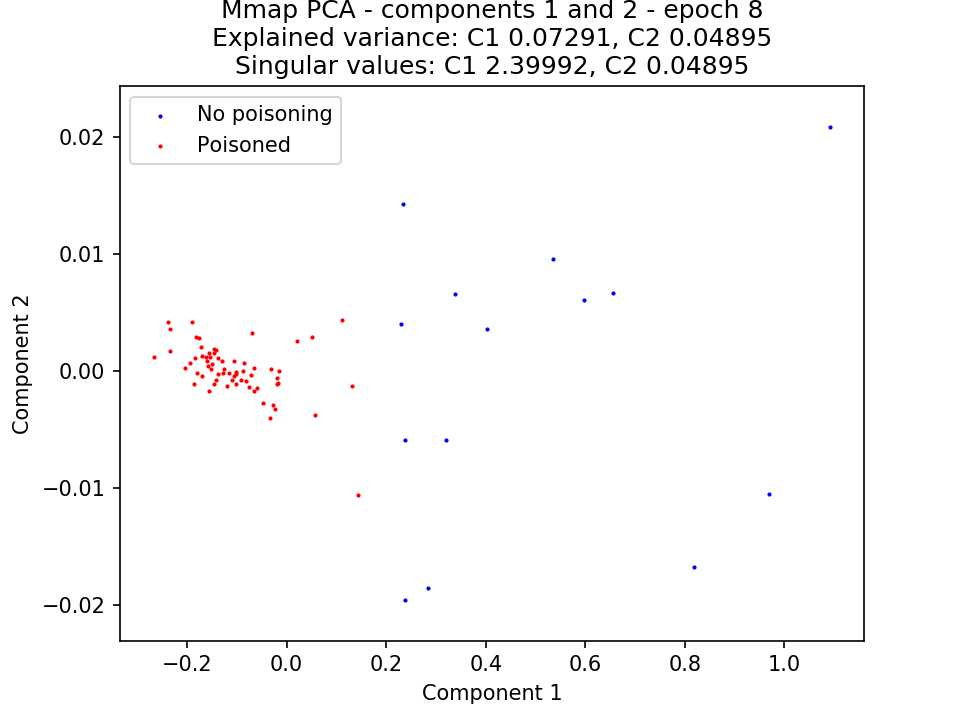 Mmap PCA - components 1 and 2 - epoch 8
Explained variance: C1 0.07291, C2 0.04895
Singular values: C1 2.39992, C2 0.04895
No poisoning
Poisoned
0.02
0.01
0.00
−0.01
−0.02
Component 2
−0.2
0.0
0.2
0.4
0.6
0.8
1.0
Component 1